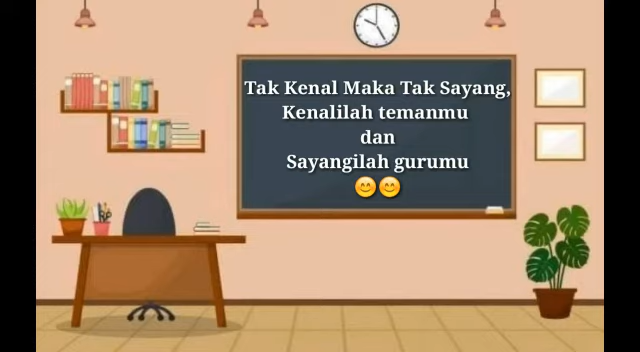 Tak Kenal Maka Tak Sayang,
Kenalilah temanmu
dan
Sayangilah gurumu
😊😊